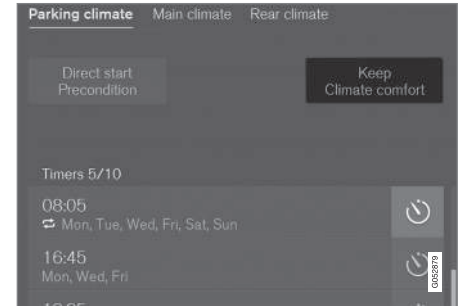 Parking climate Main climate Rear climate
Direct start
Precondition
Keep
Climate comfort
Timers 5/10
08:05
Mon, Tue, Wed, Fri, Sat, Sun
16:45
Mon, Wed, Fri
G052879